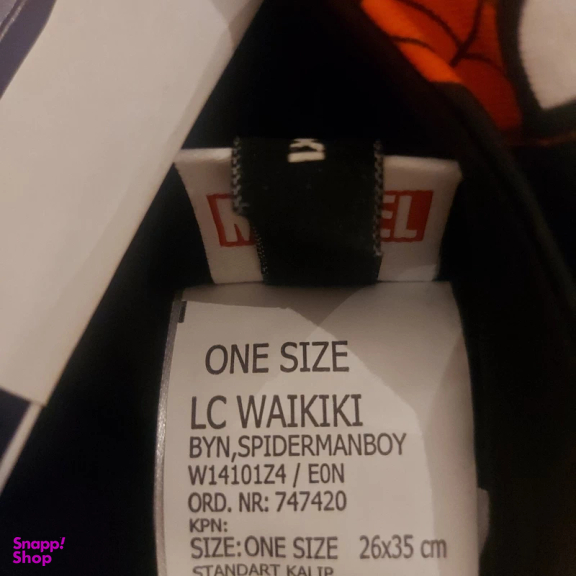 ONE SIZE
LC WAIKIKI
BYN,SPIDERMANBOY
W14101Z4 / E0N
ORD. NR: 747420
KPN:
SIZE:ONE SIZE 26x35 cm
STANDART KALIP
Snapp!
Shop